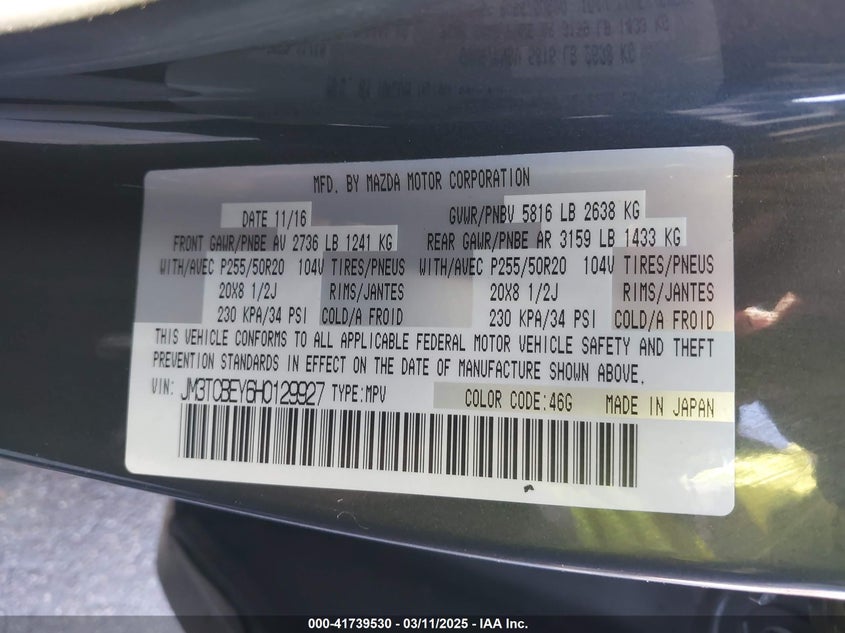 MFD. BY MAZDA MOTOR CORPORATION
DATE 11/16 GVWR/PNBV 5816 LB 2638 KG
FRONT GAWR/PNBE AV 2736 LB 1241 KG REAR GAWR/PNBE AR 3159 LB 1433 KG
WITH/AVEC P255/50R20 104V TIRES/PNEUS WITH/AVEC P255/50R20 104V TIRES/PNEUS
20X8 1/2J RIMS/JANTES 20X8 1/2J RIMS/JANTES
230 KPA/34 PSI COLD/A FROID 230 KPA/34 PSI COLD/A FROID
THIS VEHICLE CONFORMS TO ALL APPLICABLE FEDERAL MOTOR VEHICLE SAFETY AND THEFT
PREVENTION STANDARDS IN EFFECT ON THE DATE OF MANUFACTURE SHOWN ABOVE.
VIN: JM3TCBEY6H0129927 TYPE:MPV COLOR CODE:46G MADE IN JAPAN
000-41739530 - 03/11/2025 - IAA Inc.